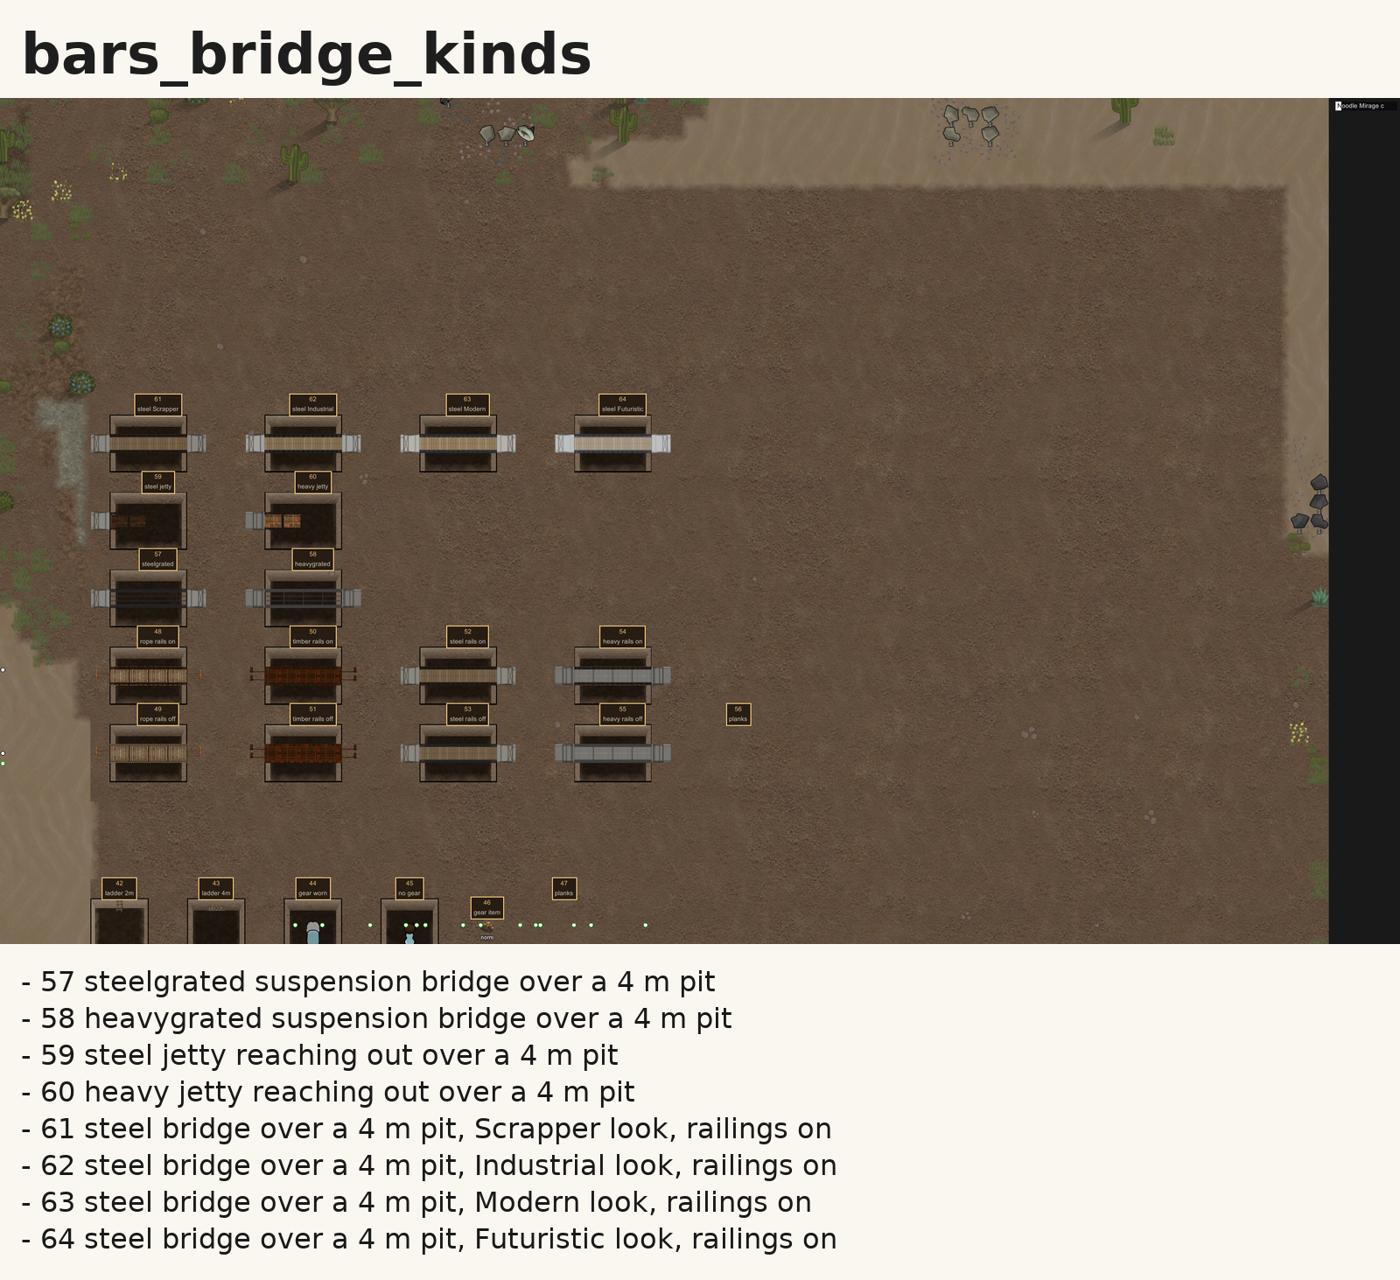 bars_bridge_kinds
Noodle Mirage c
61
steel Scrapper
62
steel Industrial
63
steel Modern
64
steel Futuristic
59
steel jetty
60
heavy jetty
57
steelgrated
58
heavygrated
48
rope rails on
50
timber rails on
52
steel rails on
54
heavy rails on
49
rope rails off
51
timber rails off
53
steel rails off
55
heavy rails off
56
planks
42
ladder 2m
43
ladder 4m
44
gear worn
45
no gear
46
gear item
47
planks
norm
- 57 steelgrated suspension bridge over a 4 m pit
- 58 heavygrated suspension bridge over a 4 m pit
- 59 steel jetty reaching out over a 4 m pit
- 60 heavy jetty reaching out over a 4 m pit
- 61 steel bridge over a 4 m pit, Scrapper look, railings on
- 62 steel bridge over a 4 m pit, Industrial look, railings on
- 63 steel bridge over a 4 m pit, Modern look, railings on
- 64 steel bridge over a 4 m pit, Futuristic look, railings on